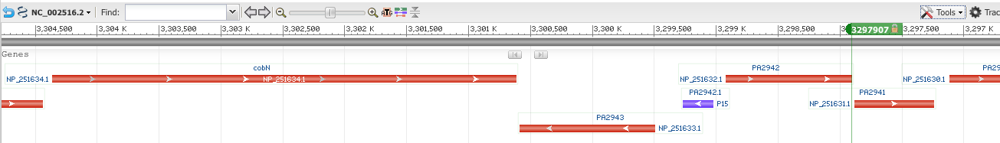 NC_002516.2 Find: ATG Tools Trac
3,304,500 3,304 K 3,303,500 3,303 K 3,302,500 3,302 K 3,301,500 3,301 K 3,300,500 3,300 K 3,299,500 3,299 K 3,298,500 3, 3297907 3,297,500 3,297 K
Genes
cobN PA2942 PA29
NP_251634.1 NP_251634.1 NP_251632.1 NP_251630.1
PA2942.1 PA2941
P15 NP_251631.1
PA2943
NP_251633.1